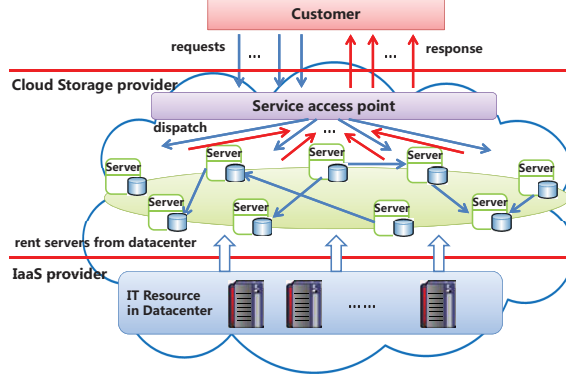 Customer
requests
...
...
response
Cloud Storage provider
Service access point
dispatch
...
Server
Server
Server
Server
Server
Server
Server
Server
Server
rent servers from datacenter
IaaS provider
IT Resource
in Datacenter
... ...